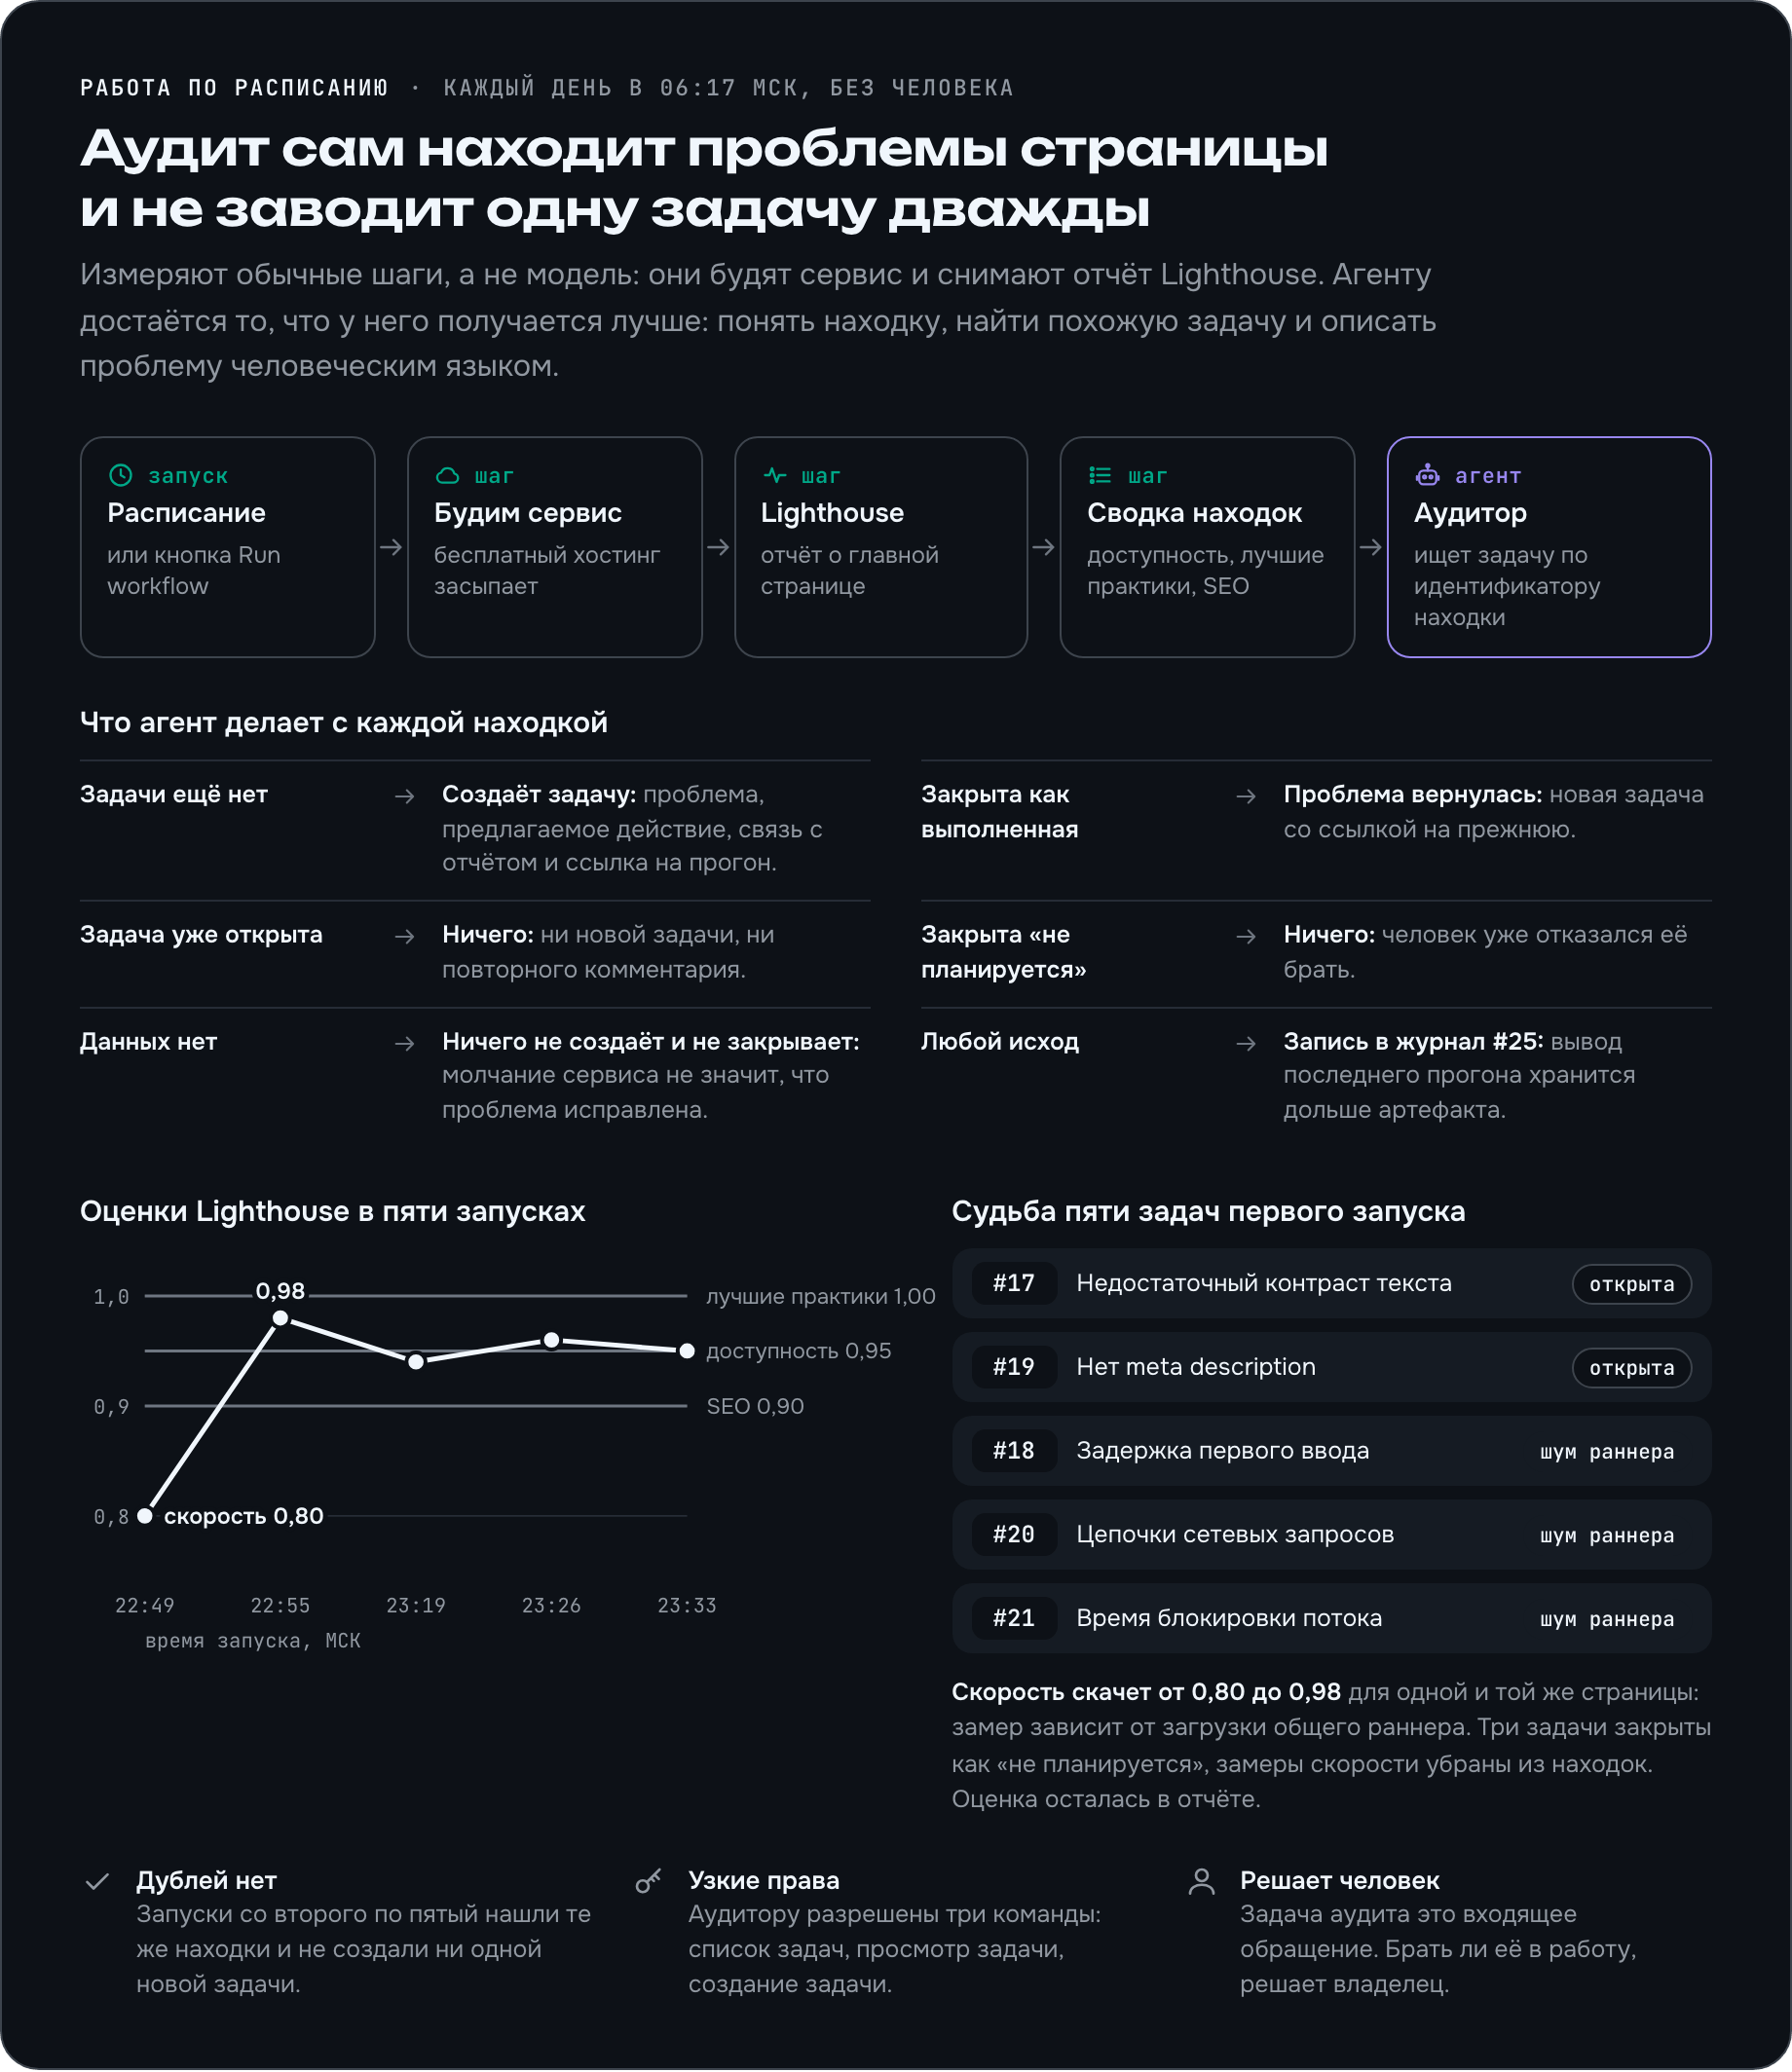 РАБОТА ПО РАСПИСАНИЮ · КАЖДЫЙ ДЕНЬ В 06:17 МСК, БЕЗ ЧЕЛОВЕКА
Аудит сам находит проблемы страницы
и не заводит одну задачу дважды
Измеряют обычные шаги, а не модель: они будят сервис и снимают отчёт Lighthouse. Агенту
достаётся то, что у него получается лучше: понять находку, найти похожую задачу и описать
проблему человеческим языком.
запуск
Расписание
или кнопка Run
workflow
→
шаг
Будим сервис
бесплатный хостинг
засыпает
→
шаг
Lighthouse
отчёт о главной
странице
→
шаг
Сводка находок
доступность, лучшие
практики, SEO
→
агент
Аудитор
ищет задачу по
идентификатору
находки
Что агент делает с каждой находкой
Задачи ещё нет → Создаёт задачу: проблема,
предлагаемое действие, связь с
отчётом и ссылка на прогон.
Закрыта как
выполненная
→ Проблема вернулась: новая задача
со ссылкой на прежнюю.
Задача уже открыта → Ничего: ни новой задачи, ни
повторного комментария.
Закрыта «не
планируется»
→ Ничего: человек уже отказался её
брать.
Данных нет → Ничего не создаёт и не закрывает:
молчание сервиса не значит, что
проблема исправлена.
Любой исход → Запись в журнал #25: вывод
последнего прогона хранится
дольше артефакта.
Оценки Lighthouse в пяти запусках
0,98
1,0 лучшие практики 1,00
доступность 0,95
0,9 SEO 0,90
0,8 скорость 0,80
22:49 22:55 23:19 23:26 23:33
время запуска, МСК
Судьба пяти задач первого запуска
#17 Недостаточный контраст текста открыта
#19 Нет meta description открыта
#18 Задержка первого ввода шум раннера
#20 Цепочки сетевых запросов шум раннера
#21 Время блокировки потока шум раннера
Скорость скачет от 0,80 до 0,98 для одной и той же страницы:
замер зависит от загрузки общего раннера. Три задачи закрыты
как «не планируется», замеры скорости убраны из находок.
Оценка осталась в отчёте.
Дублей нет
Запуски со второго по пятый нашли те
же находки и не создали ни одной
новой задачи.
Узкие права
Аудитору разрешены три команды:
список задач, просмотр задачи,
создание задачи.
Решает человек
Задача аудита это входящее
обращение. Брать ли её в работу,
решает владелец.